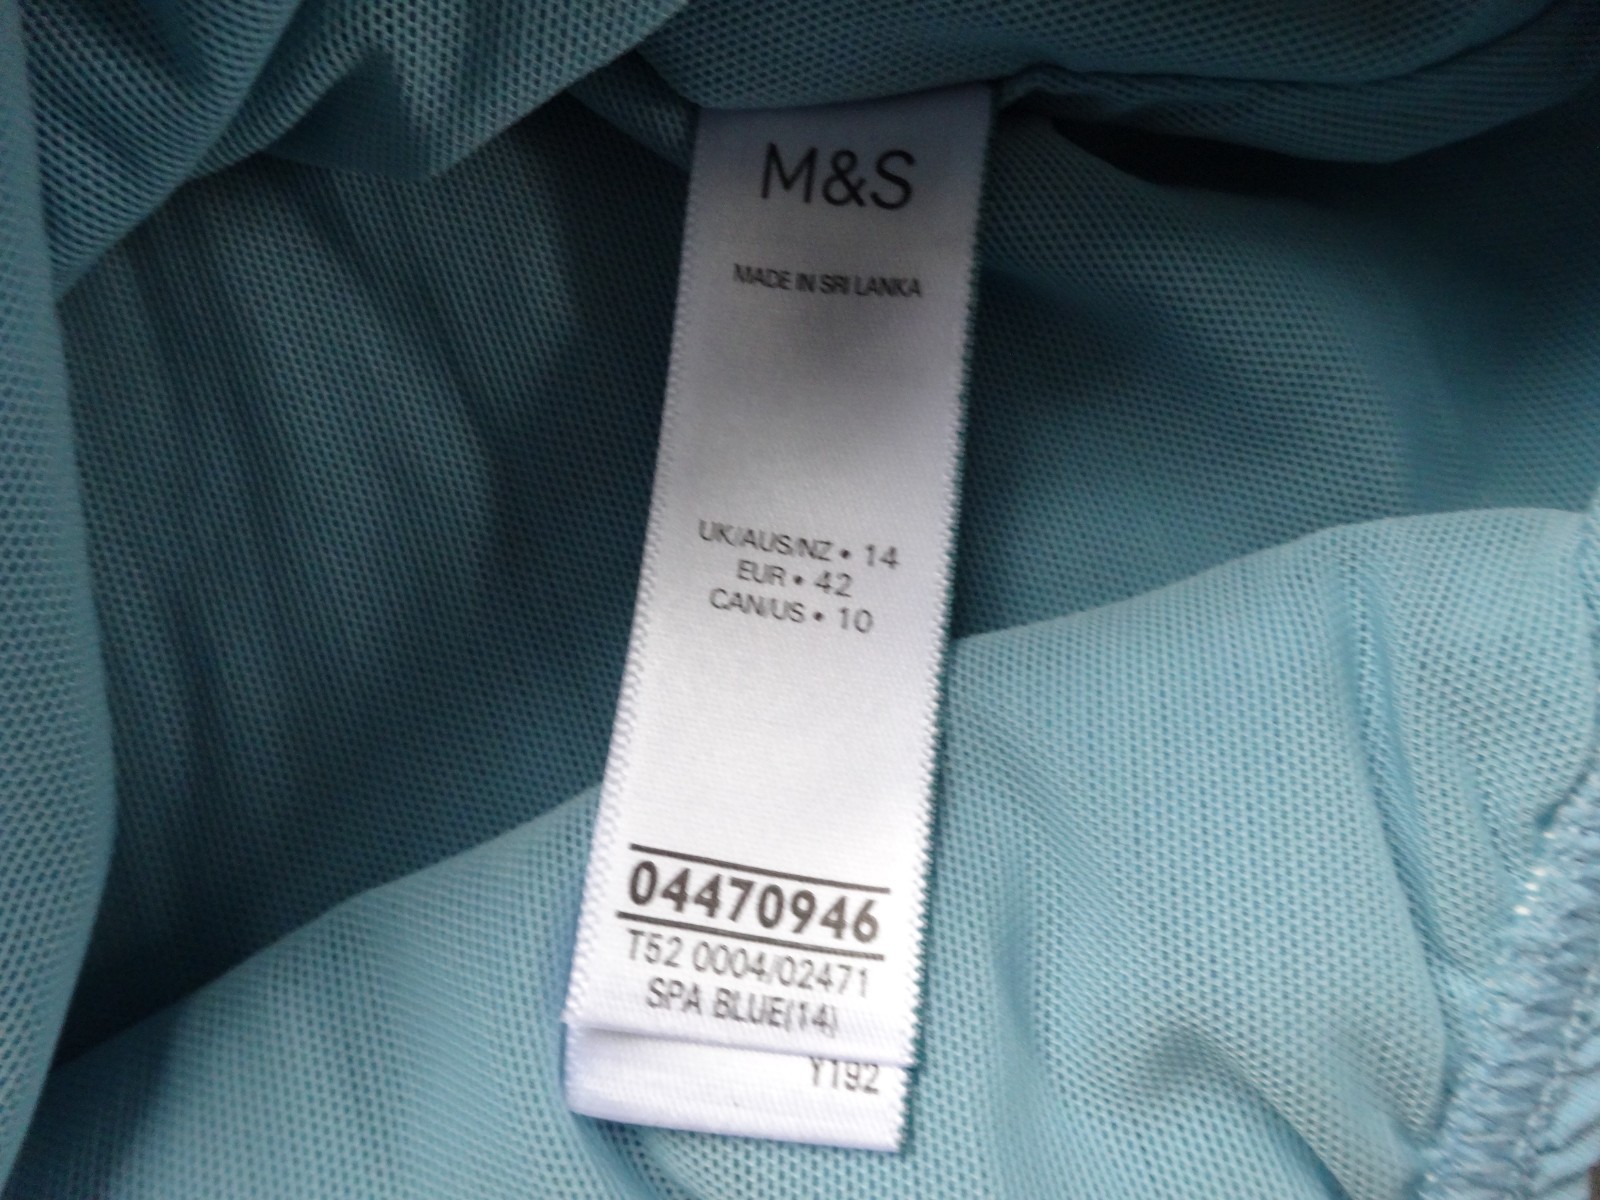 M&S
MADE IN SRI LANKA
UK/AUS/NZ • 14
EUR • 42
CAN/US • 10
04470946
T52 0004/02471
SPA BLUE(14)
Y192